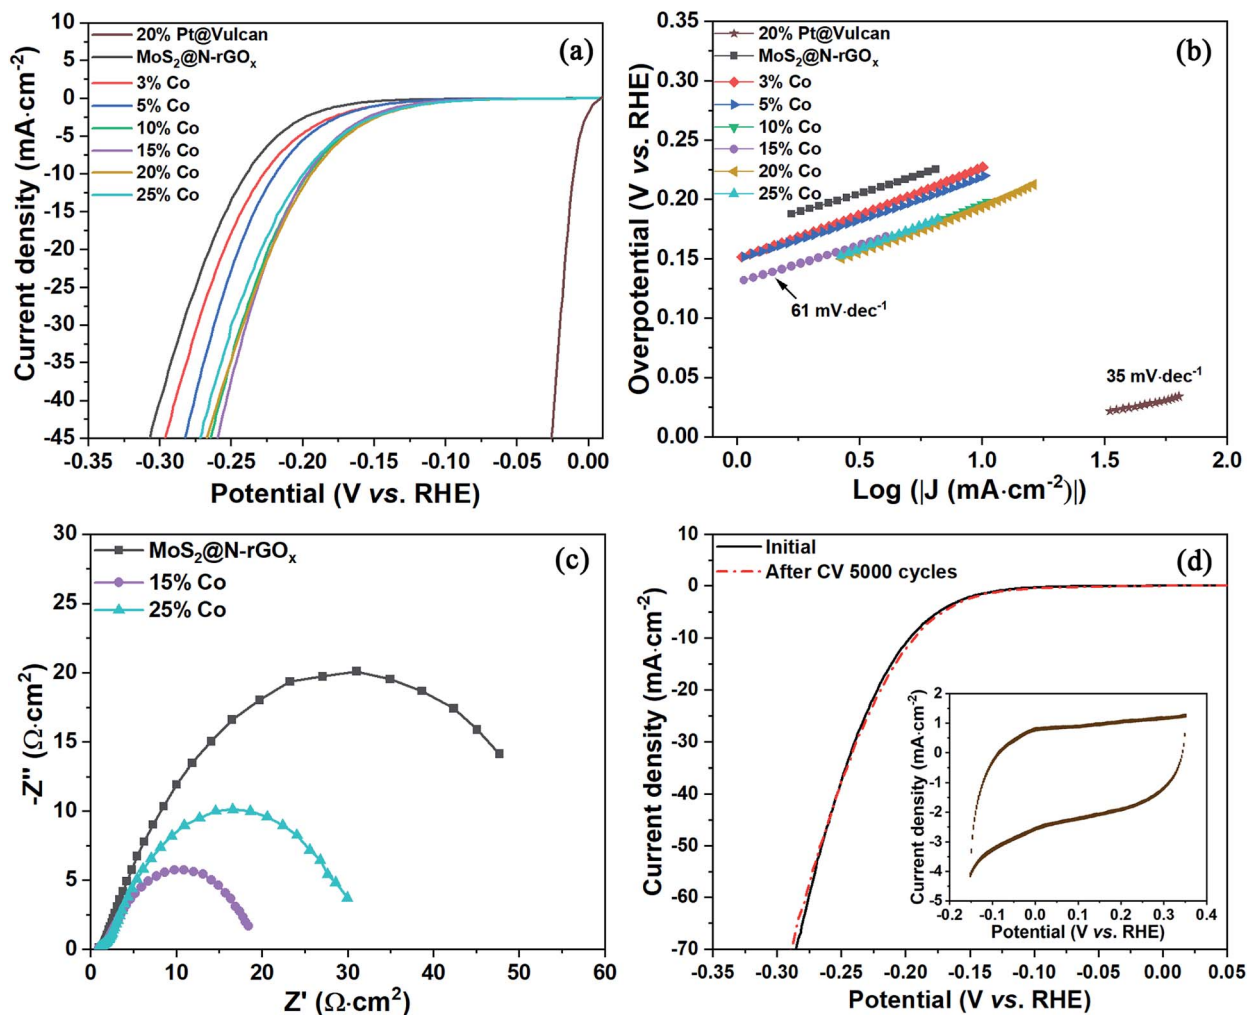 (a)
20% Pt@Vulcan
MoS₂@N-rGOₓ
3% Co
5% Co
10% Co
15% Co
20% Co
25% Co
Current density (mA·cm⁻²)
10
5
0
-5
-10
-15
-20
-25
-30
-35
-40
-45
-0.35
-0.30
-0.25
-0.20
-0.15
-0.10
-0.05
0.00
Potential (V vs. RHE)
(b)
20% Pt@Vulcan
MoS₂@N-rGOₓ
3% Co
5% Co
10% Co
15% Co
20% Co
25% Co
61 mV·dec⁻¹
35 mV·dec⁻¹
Overpotential (V vs. RHE)
0.35
0.30
0.25
0.20
0.15
0.10
0.05
0.00
0.0
0.5
1.0
1.5
2.0
Log (|J (mA·cm⁻²)|)
(c)
MoS₂@N-rGOₓ
15% Co
25% Co
-Z'' (Ω·cm²)
30
25
20
15
10
5
0
0
10
20
30
40
50
60
Z' (Ω·cm²)
(d)
Initial
After CV 5000 cycles
Current density (mA·cm⁻²)
10
0
-10
-20
-30
-40
-50
-60
-70
-0.35
-0.30
-0.25
-0.20
-0.15
-0.10
-0.05
0.00
0.05
Potential (V vs. RHE)
Current density (mA·cm⁻²)
2
1
0
-1
-2
-3
-4
-5
-0.2
-0.1
0.0
0.1
0.2
0.3
0.4
Potential (V vs. RHE)